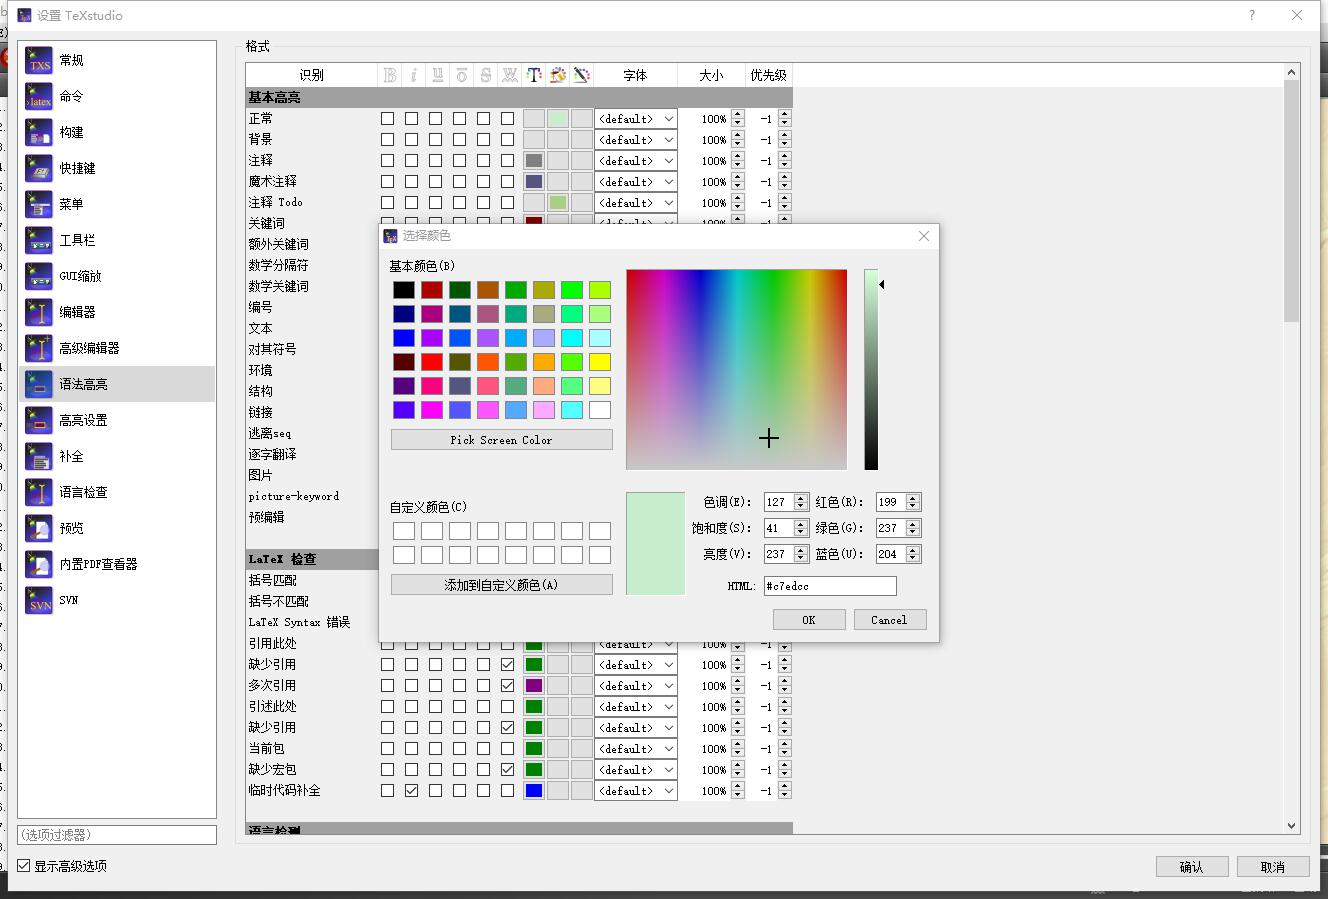 设置 TeXstudio
常规
命令
构建
快捷键
菜单
工具栏
GUI缩放
编辑器
高级编辑器
语法高亮
高亮设置
补全
语言检查
预览
内置PDF查看器
SVN
(选项过滤器)
显示高级选项
格式
识别 B i u o S W T 字体 大小 优先级
基本高亮
正常 <default> 100% -1
背景 <default> 100% -1
注释 <default> 100% -1
魔术注释 <default> 100% -1
注释 Todo <default> 100% -1
关键词
额外关键词
数学分隔符
数学关键词
编号
文本
对其符号
环境
结构
链接
逃离seq
逐字翻译
图片
picture-keyword
预编辑
LaTeX 检查
括号匹配
括号不匹配
LaTeX Syntax 错误
引用此处 <default> 100% -1
缺少引用 <default> 100% -1
多次引用 <default> 100% -1
引述此处 <default> 100% -1
缺少引用 <default> 100% -1
当前包 <default> 100% -1
缺少宏包 <default> 100% -1
临时代码补全 <default> 100% -1
语言检测
选择颜色
基本颜色(B)
Pick Screen Color
自定义颜色(C)
添加到自定义颜色(A)
色调(E): 127 红色(R): 199
饱和度(S): 41 绿色(G): 237
亮度(V): 237 蓝色(U): 204
HTML: #c7edcc
OK Cancel
确认 取消